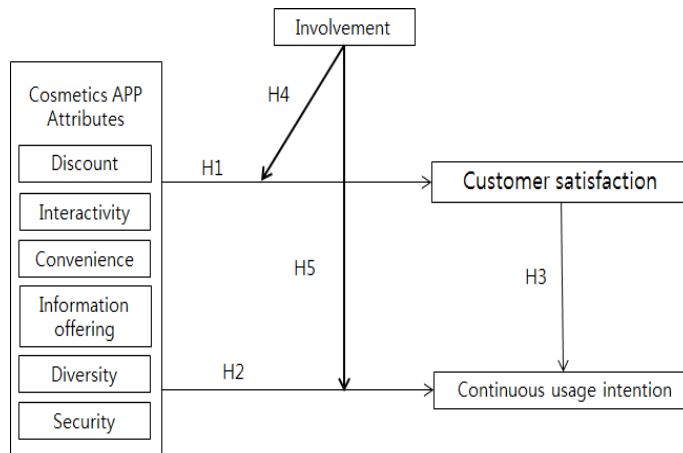 Involvement
Cosmetics APP
Attributes
H4
Discount
H1
Customer satisfaction
Interactivity
Convenience
H5
H3
Information
offering
Diversity
H2
Continuous usage intention
Security